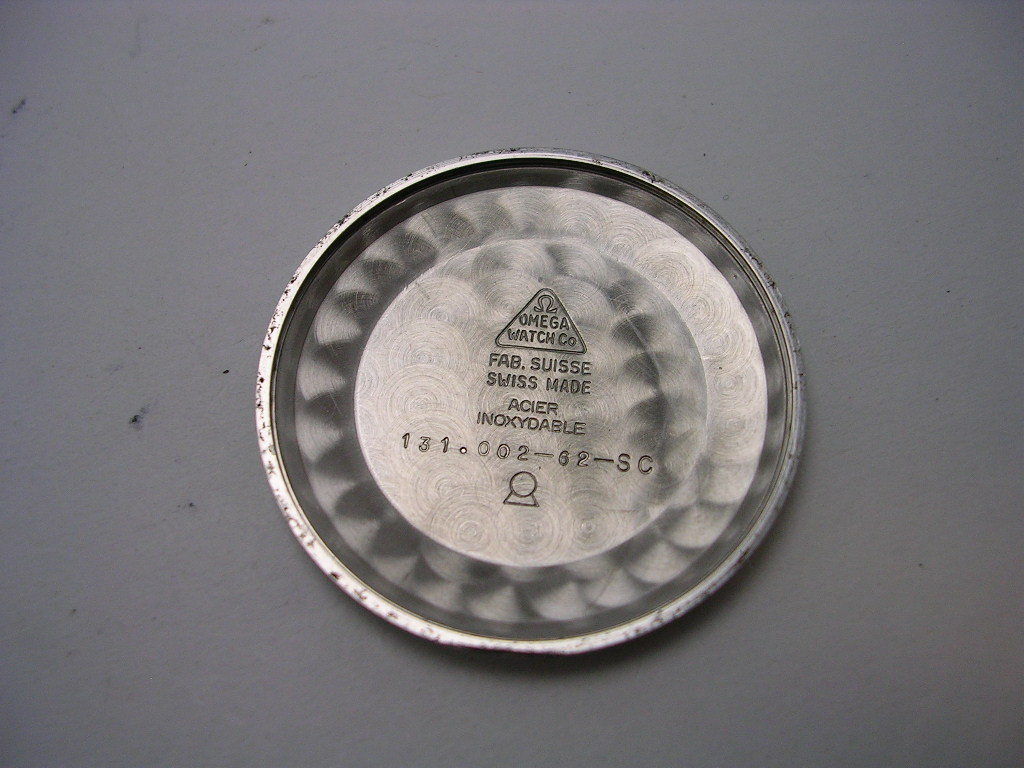 Ω
OMEGA
WATCH CO
FAB. SUISSE
SWISS MADE
ACIER
INOXYDABLE
131.002-62-SC